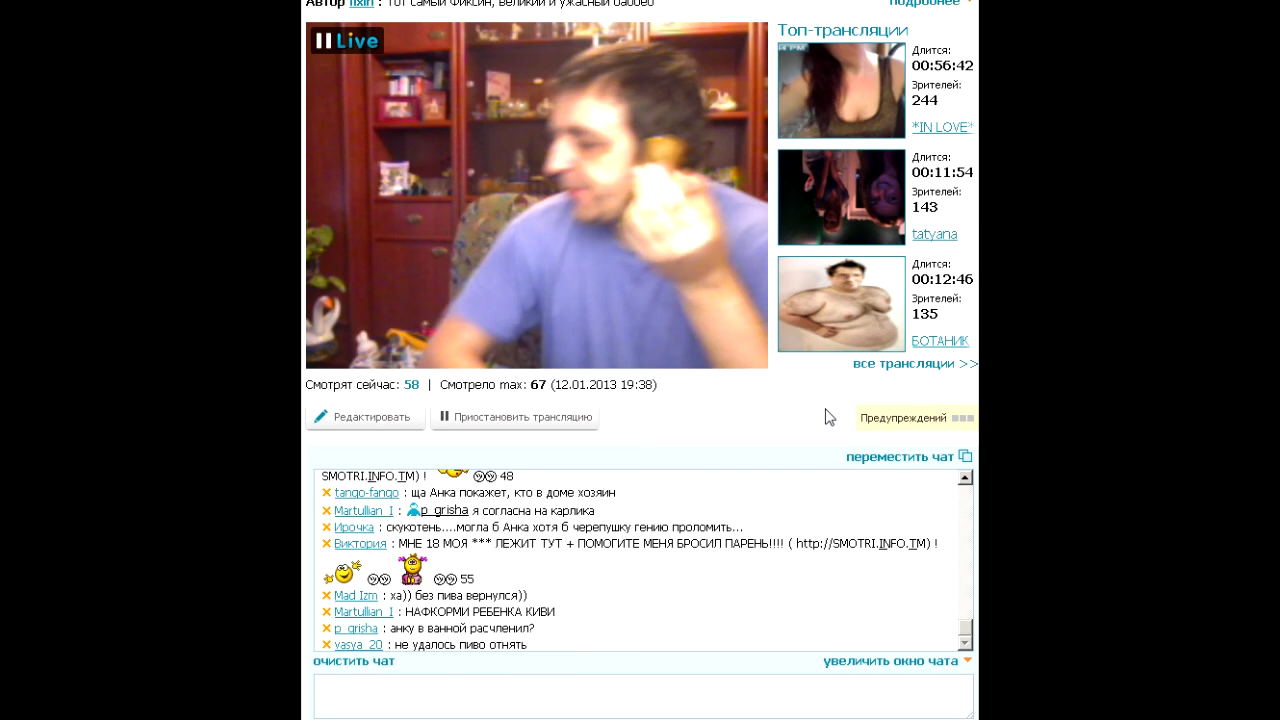 Автор fixin : Тот самый Фиксин, великий и ужасный
подробнее
Live
Топ-трансляции
Длится:
00:56:42
Зрителей:
244
*IN LOVE*
Длится:
00:11:54
Зрителей:
143
tatyana
Длится:
00:12:46
Зрителей:
135
БОТАНИК
все трансляции >>
Смотрят сейчас: 58 | Смотрело max: 67 (12.01.2013 19:38)
Редактировать
Приостановить трансляцию
Предупреждений
переместить чат
SMOTRI.INFO.TM) ! 48
tango-fango : ща Анка покажет, кто в доме хозяин
Martullian_I : p_grisha я согласна на карлика
Ирочка : скукотень....могла б Анка хотя б черепушку гению проломить...
Виктория : МНЕ 18 МОЯ *** ЛЕЖИТ ТУТ + ПОМОГИТЕ МЕНЯ БРОСИЛ ПАРЕНЬ!!!! ( http://SMOTRI.INFO.TM) !
55
Mad Izm : ха)) без пива вернулся))
Martullian_I : НАФКОРМИ РЕБЕНКА КИВИ
p_grisha : анку в ванной расчленил?
vasya_20 : не удалось пиво отнять
очистить чат
увеличить окно чата